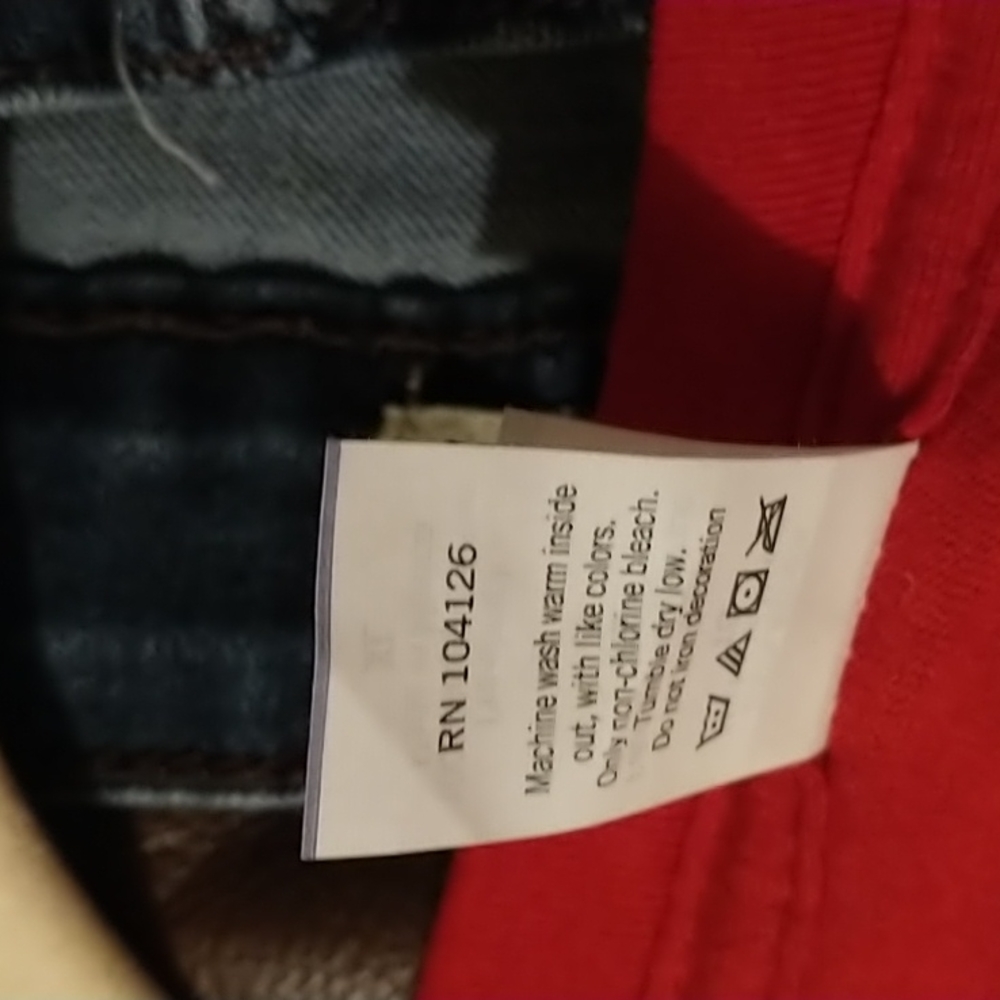 RN 104126
Machine wash warm inside
out, with like colors.
Only non-chlorine bleach.
Tumble dry low.
Do not iron decoration